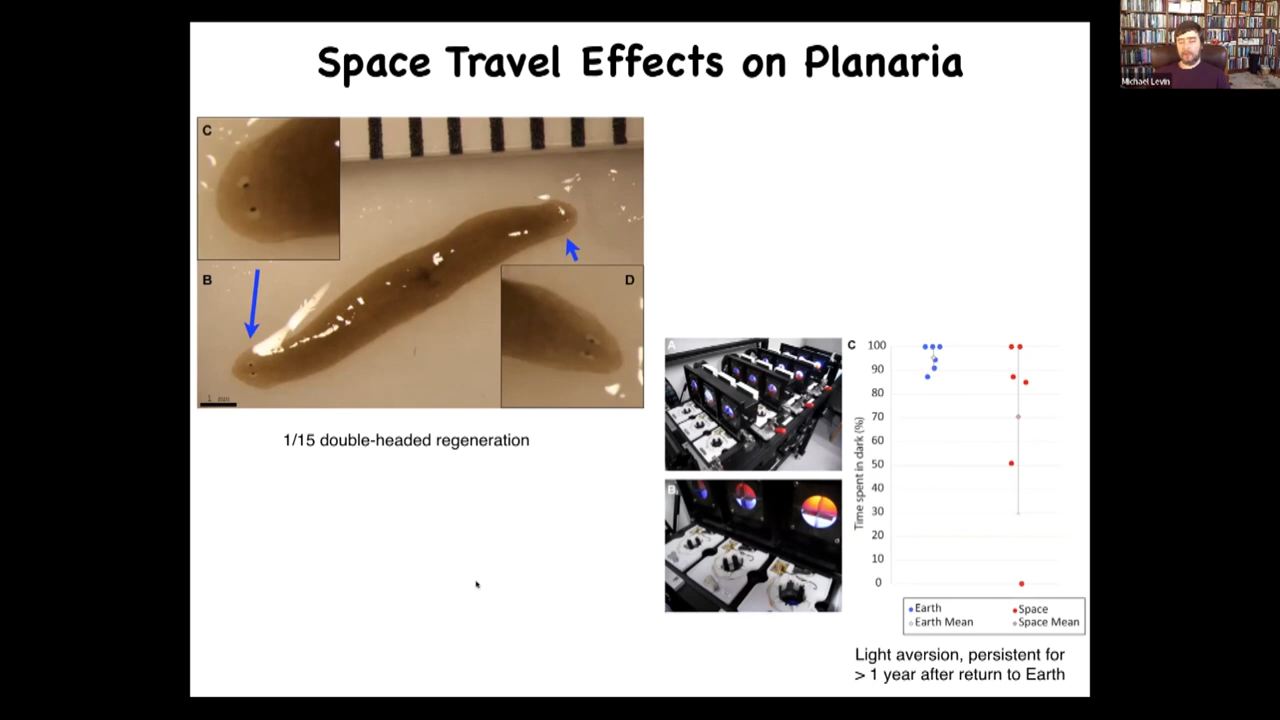 Space Travel Effects on Planaria
Michael Levin
C
B
D
1 mm
1/15 double-headed regeneration
A
B
C
100
90
80
70
60
50
40
30
20
10
0
Time spent in dark (%)
Earth
Space
Earth Mean
Space Mean
Light aversion, persistent for
> 1 year after return to Earth